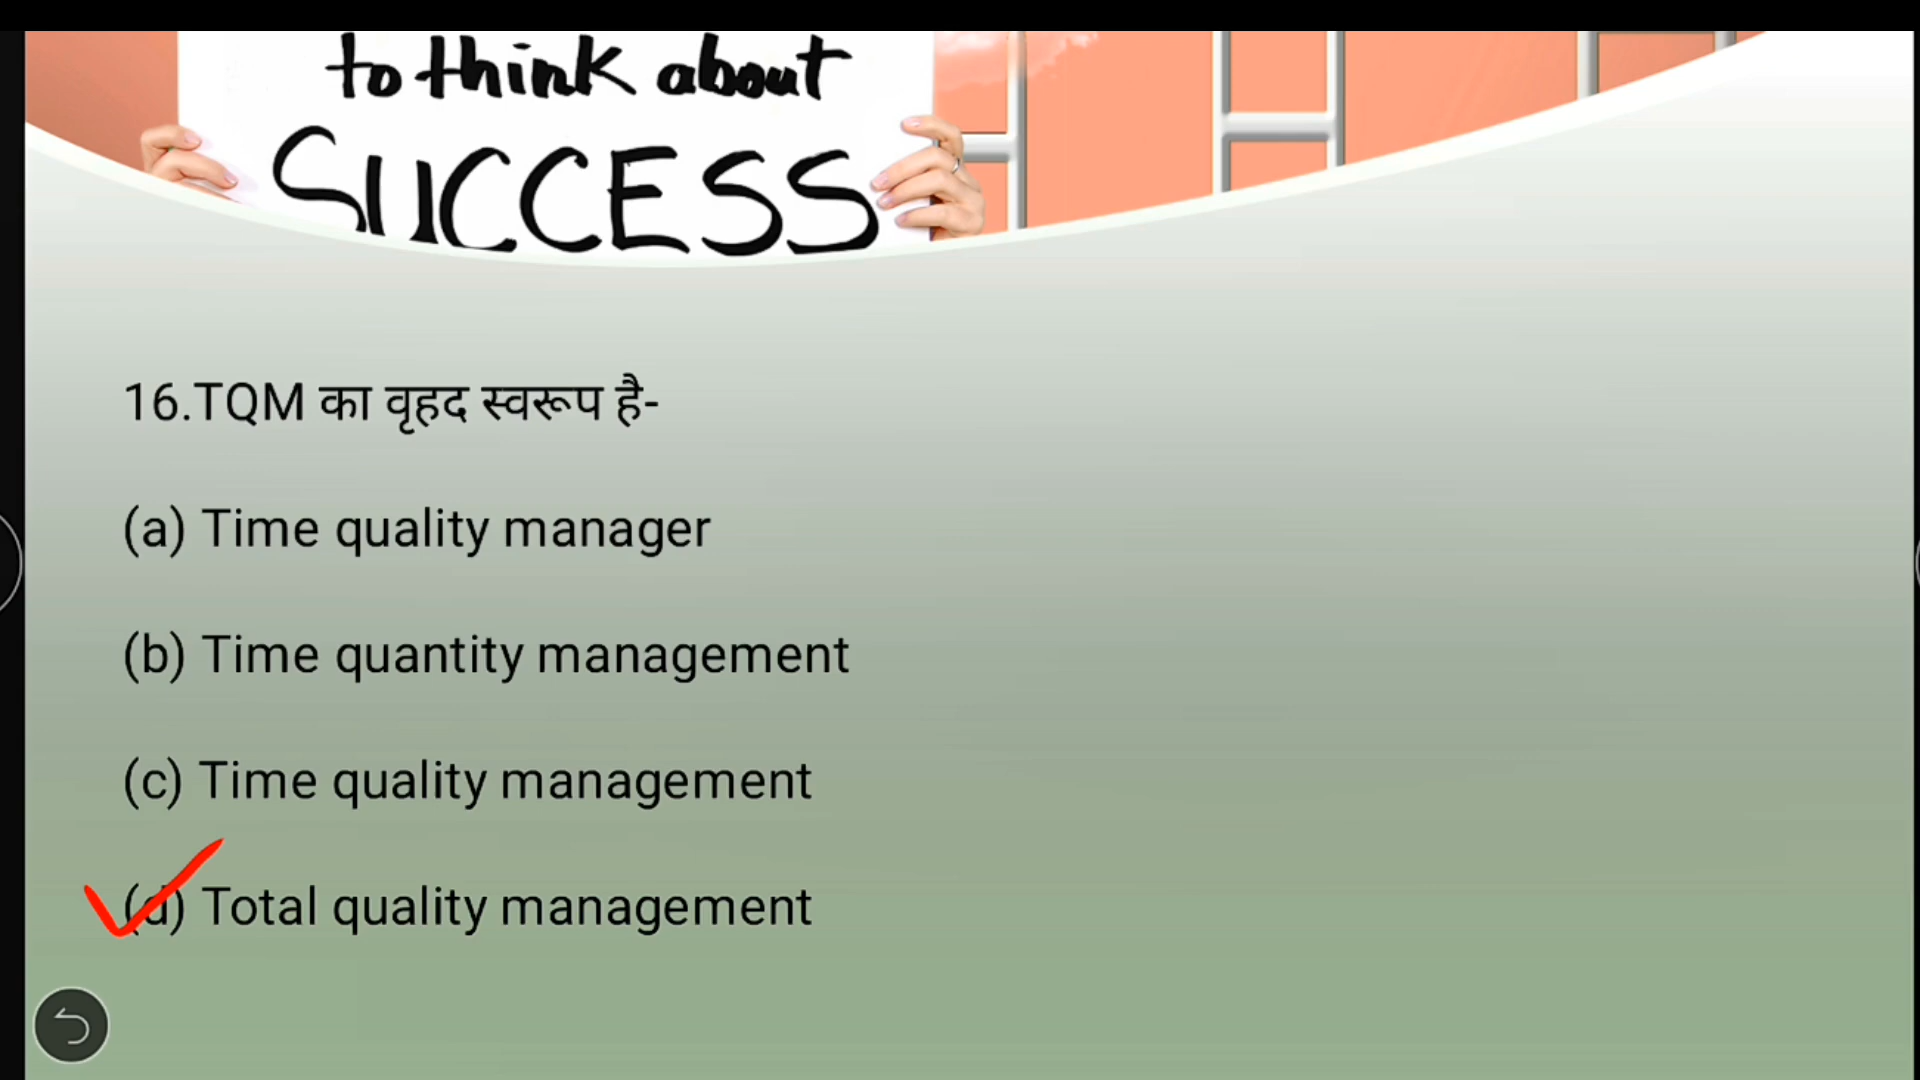 to think about
SUCCESS
16.TQM का वृहद स्वरूप है-
(a) Time quality manager
(b) Time quantity management
(c) Time quality management
(d) Total quality management